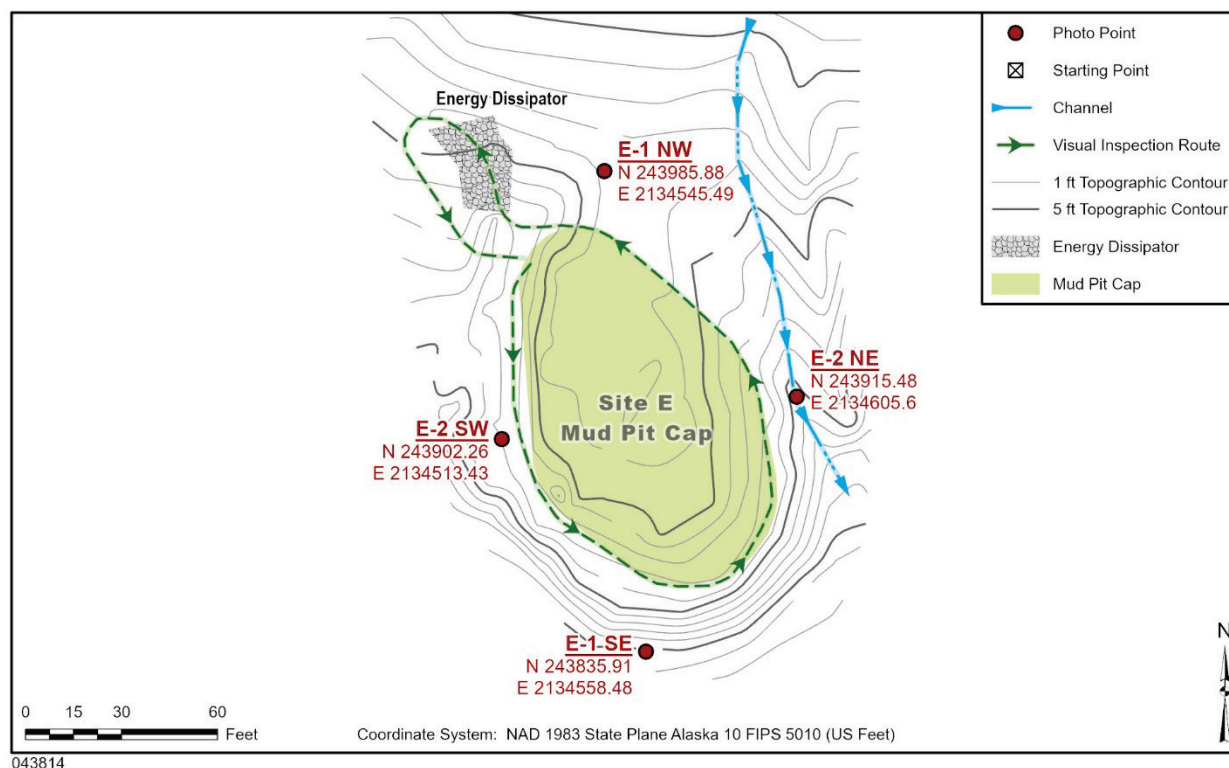 Energy Dissipator
E-1 NW
N 243985.88
E 2134545.49
E-2 NE
N 243915.48
E 2134605.6
Site E
Mud Pit Cap
E-2 SW
N 243902.26
E 2134513.43
E-1 SE
N 243835.91
E 2134558.48
Photo Point
Starting Point
Channel
Visual Inspection Route
1 ft Topographic Contour
5 ft Topographic Contour
Energy Dissipator
Mud Pit Cap
N
0 15 30 60
Feet
Coordinate System: NAD 1983 State Plane Alaska 10 FIPS 5010 (US Feet)
043814